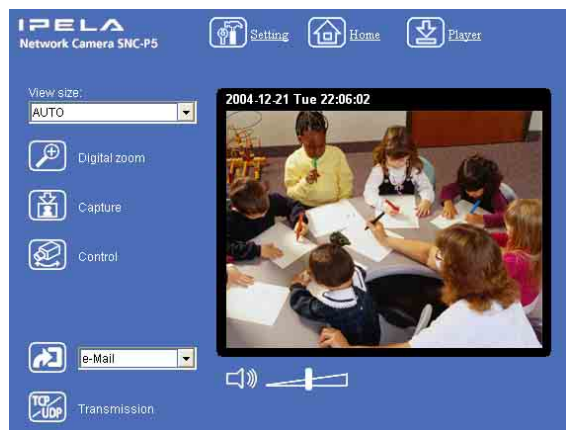 IPELA
Network Camera SNC-P5
Setting
Home
Player
View size:
AUTO
2004-12-21 Tue 22:06:02
Digital zoom
Capture
Control
e-Mail
TCP/UDP
Transmission